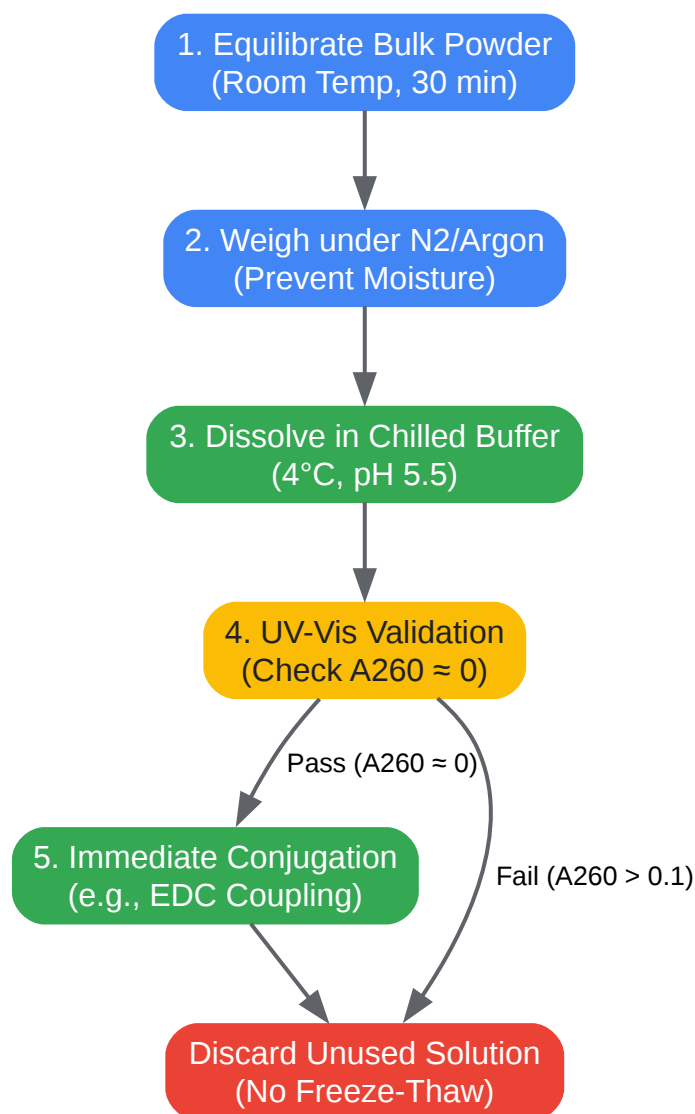 1. Equilibrate Bulk Powder
(Room Temp, 30 min)
2. Weigh under N2/Argon
(Prevent Moisture)
3. Dissolve in Chilled Buffer
(4°C, pH 5.5)
4. UV-Vis Validation
(Check A260 ≈ 0)
Pass (A260 ≈ 0)
5. Immediate Conjugation
(e.g., EDC Coupling)
Fail (A260 > 0.1)
Discard Unused Solution
(No Freeze-Thaw)